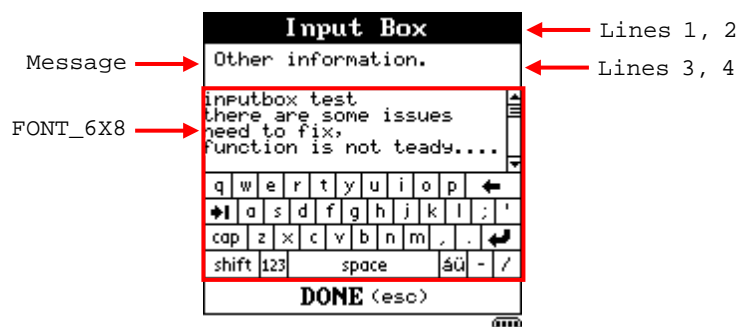 Input Box
Lines 1, 2
Message
Other information.
Lines 3, 4
FONT_6X8
inputbox test
there are some issues
need to fix,
function is not teady....
q w e r t y u i o p
a s d f g h j k l ; '
cap z x c v b n m , .
shift 123 space áü - /
DONE (esc)